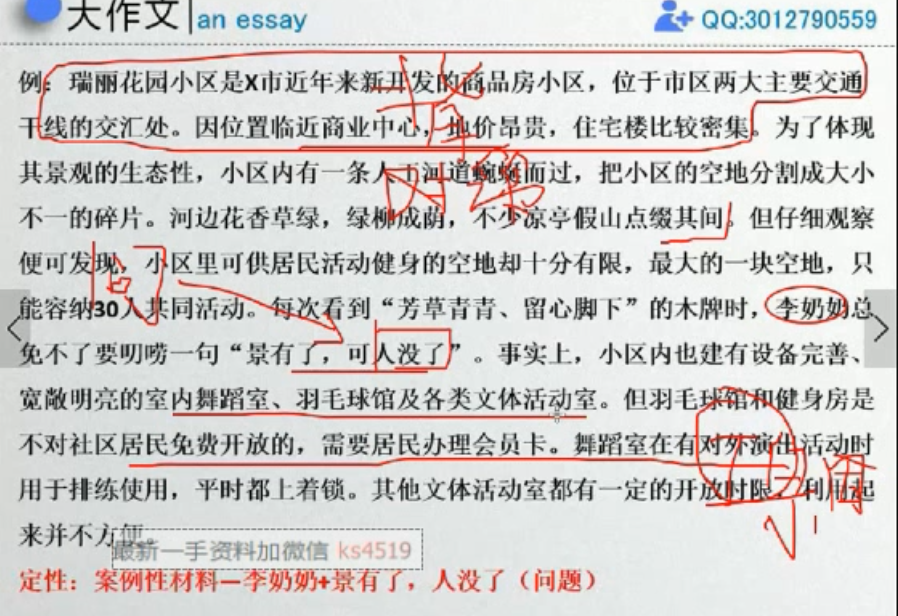 大作文 an essay QQ:3012790559
例：瑞丽花园小区是X市近年来新开发的商品房小区，位于市区两大主要交通
干线的交汇处。因位置临近商业中心，地价昂贵，住宅楼比较密集。为了体现
其景观的生态性，小区内有一条人工河道蜿蜒而过，把小区的空地分割成大小
不一的碎片。河边花香草绿，绿柳成荫，不少凉亭假山点缀其间。但仔细观察
便可发现，小区里可供居民活动健身的空地却十分有限，最大的一块空地，只
能容纳30人共同活动。每次看到“芳草青青、留心脚下”的木牌时，李奶奶总
免不了要叨唠一句“景有了，可人没了”。事实上，小区内也建有设备完善、
宽敞明亮的室内舞蹈室、羽毛球馆及各类文体活动室。但羽毛球馆和健身房是
不对社区居民免费开放的，需要居民办理会员卡。舞蹈室在有对外演出活动时
用于排练使用，平时都上着锁。其他文体活动室都有一定的开放时限，利用起
来并不方便。
最新一手资料加微信 ks4519
定性：案例性材料—李奶奶+景有了，人没了（问题）